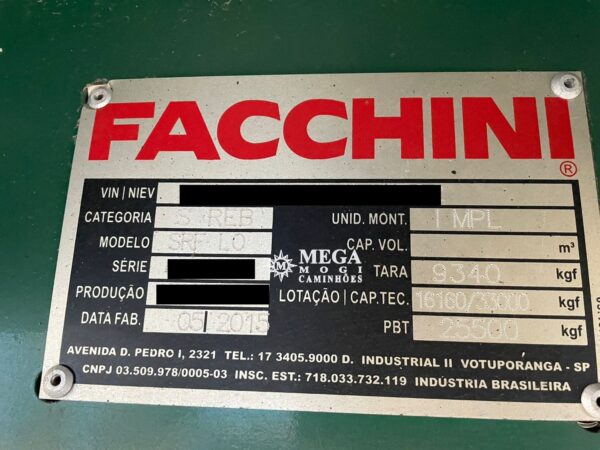 FACCHINI®
VIN | NIEV
CATEGORIA S REB UNID. MONT. IMPL
MODELO SRF LO CAP. VOL. m³
MEGA
MOGI
CAMINHÕES
SÉRIE TARA 9340 kgf
PRODUÇÃO LOTAÇÃO | CAP.TEC. 16160/33000 kgf
DATA FAB. 05 2015 PBT 25500 kgf
AVENIDA D. PEDRO I, 2321 TEL.: 17 3405.9000 D. INDUSTRIAL II VOTUPORANGA - SP
CNPJ 03.509.978/0005-03 INSC. EST.: 718.033.732.119 INDÚSTRIA BRASILEIRA